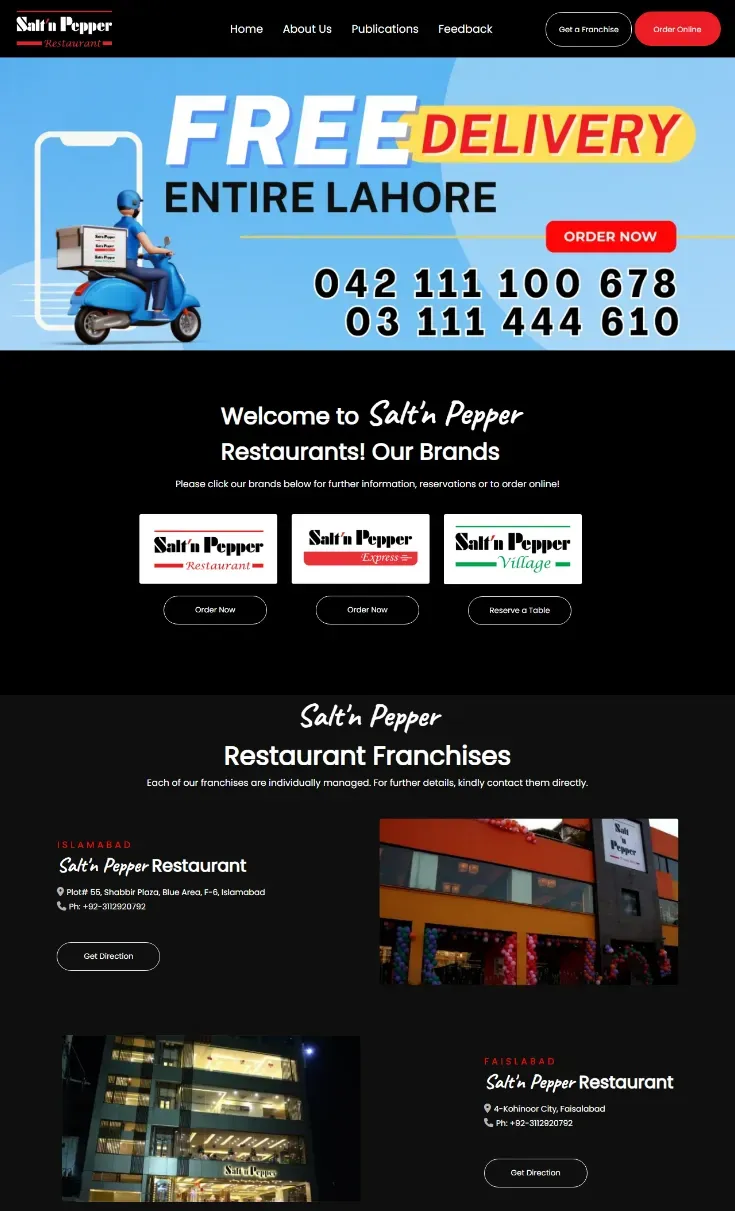 Salt'n Pepper
Restaurant
Home
About Us
Publications
Feedback
Get a Franchise
Order Online
FREE DELIVERY
ENTIRE LAHORE
ORDER NOW
042 111 100 678
03 111 444 610
Welcome to Salt'n Pepper
Restaurants! Our Brands
Please click our brands below for further information, reservations or to order online!
Salt'n Pepper
Restaurant
Salt'n Pepper
Express
Salt'n Pepper
Village
Order Now
Order Now
Reserve a Table
Salt'n Pepper
Restaurant Franchises
Each of our franchises are individually managed. For further details, kindly contact them directly.
ISLAMABAD
Salt'n Pepper Restaurant
Plot# 55, Shabbir Plaza, Blue Area, F-6, Islamabad
Ph: +92-3112920792
Get Direction
Salt
'n
Pepper
FAISLABAD
Salt'n Pepper Restaurant
4-Kohinoor City, Faisalabad
Ph: +92-3112920792
Get Direction
Salt'n Pepper